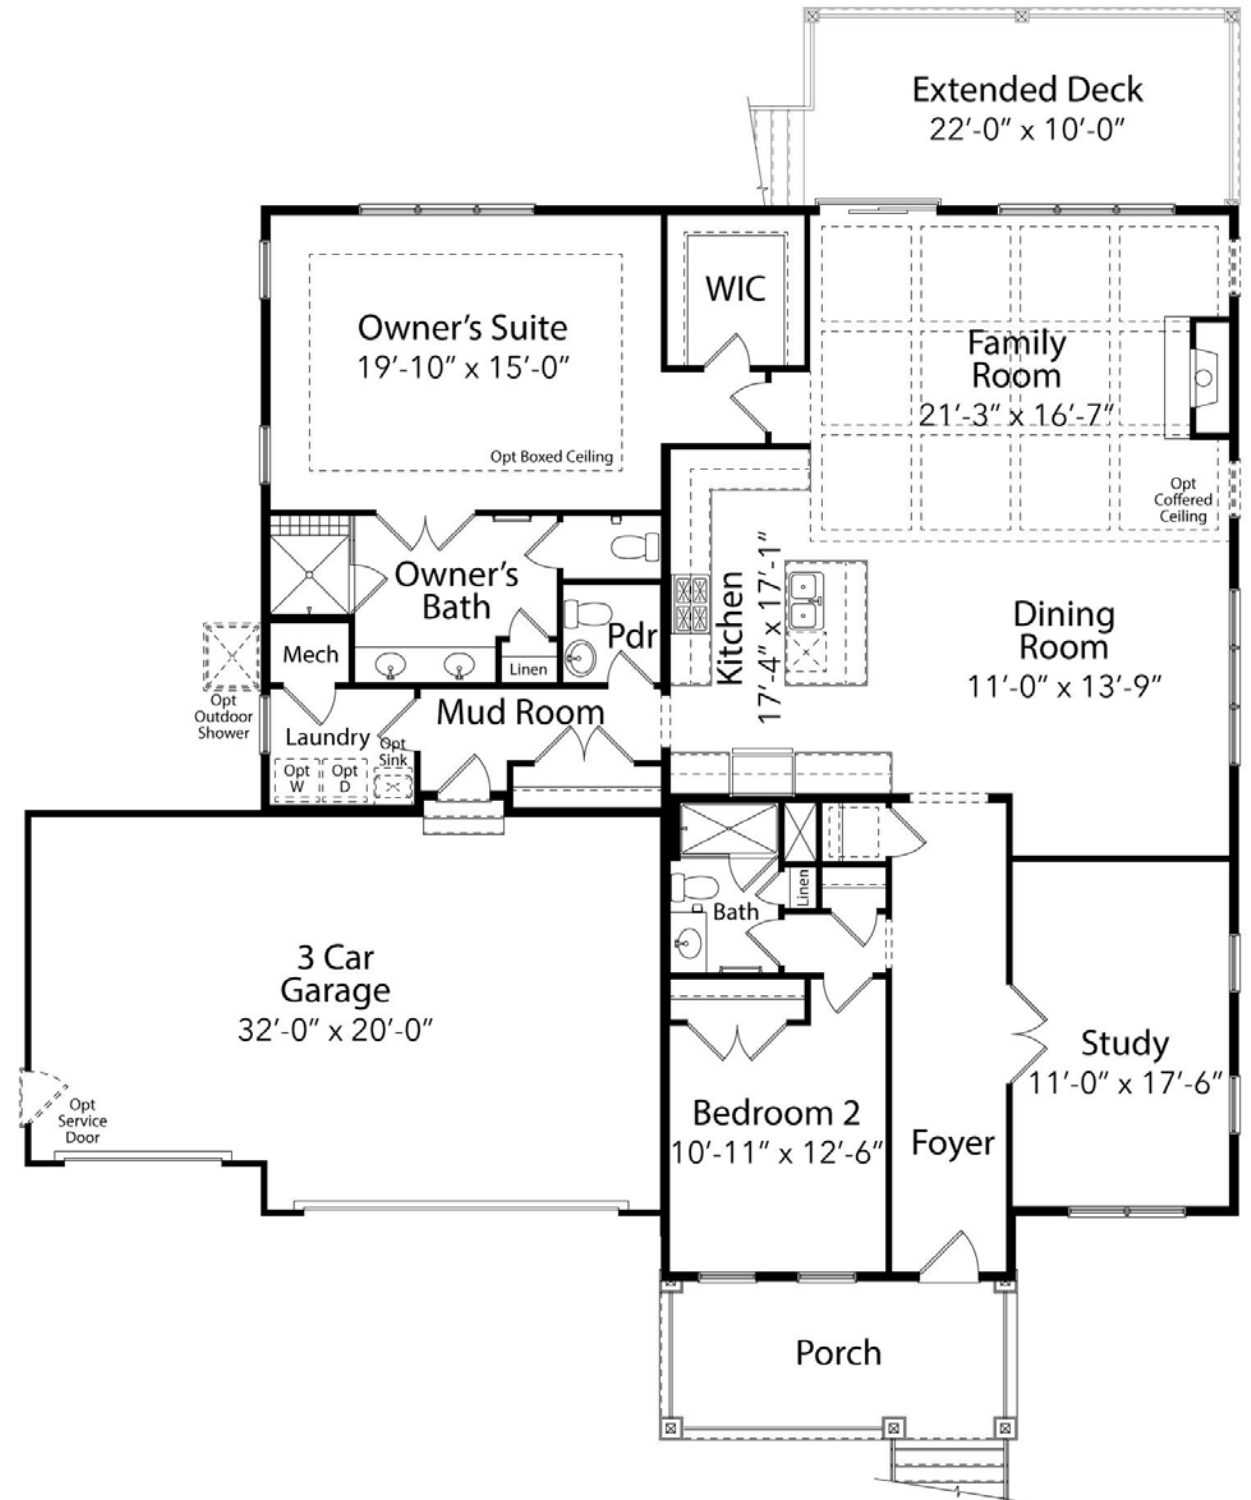 Extended Deck
22'-0" x 10'-0"
WIC
Owner's Suite
19'-10" x 15'-0"
Opt Boxed Ceiling
Family
Room
21'-3" x 16'-7"
Opt
Coffered
Ceiling
Owner's
Bath
Pdr
Linen
Mech
Opt
Outdoor
Shower
Kitchen
17'-4" x 17'-1"
Dining
Room
11'-0" x 13'-9"
Mud Room
Laundry
Opt
Sink
Opt
W
Opt
D
Linen
Bath
3 Car
Garage
32'-0" x 20'-0"
Opt
Service
Door
Study
11'-0" x 17'-6"
Bedroom 2
10'-11" x 12'-6"
Foyer
Porch